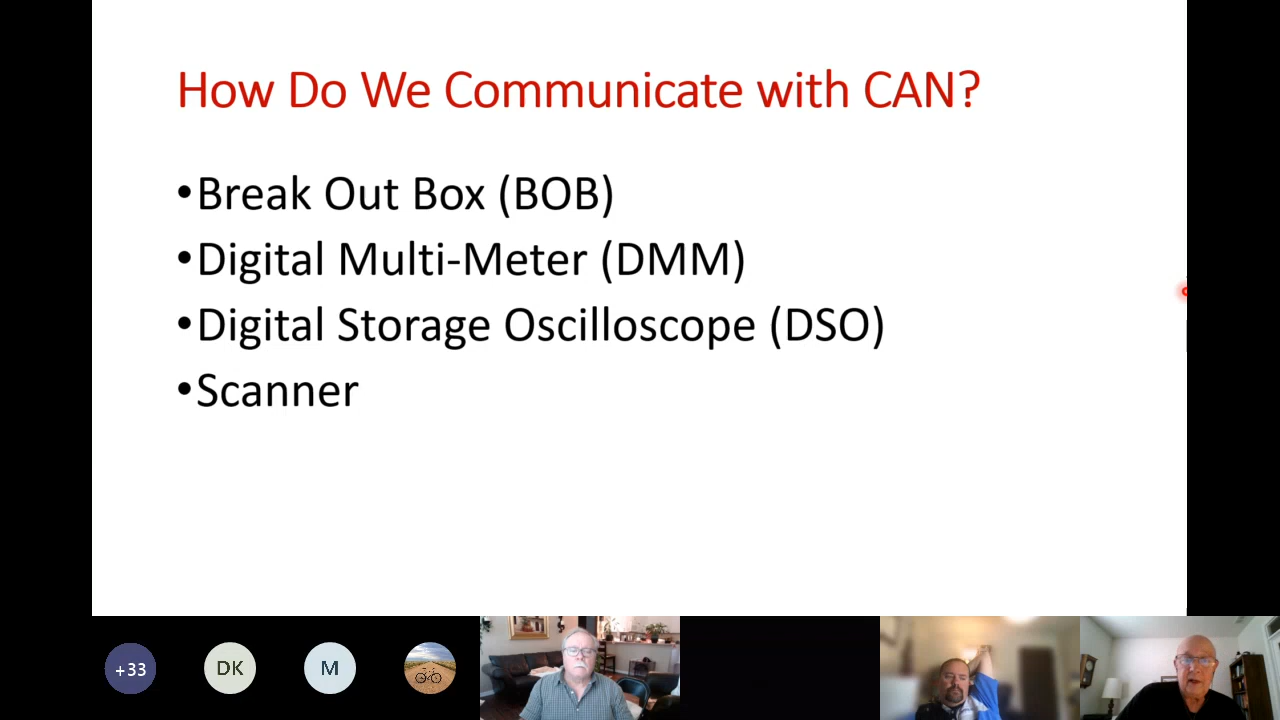 How Do We Communicate with CAN?
•Break Out Box (BOB)
•Digital Multi-Meter (DMM)
•Digital Storage Oscilloscope (DSO)
•Scanner
+33
DK
M